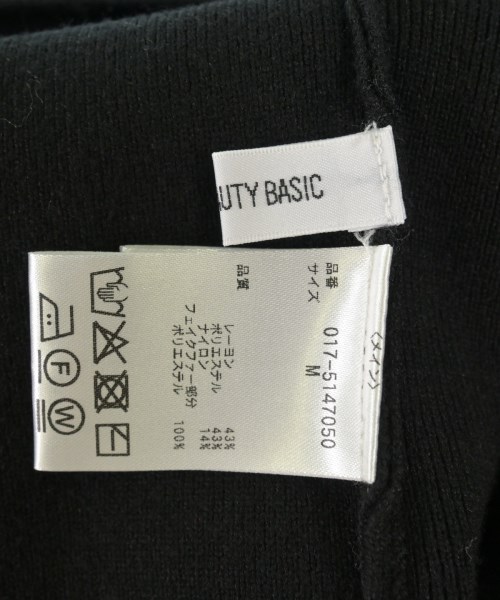 AUTY BASIC
〈メイン〉
品番 017-5147050
サイズ M
品質
レーヨン 43%
ポリエステル 43%
ナイロン 14%
フェイクファー部分
ポリエステル 100%
F
W